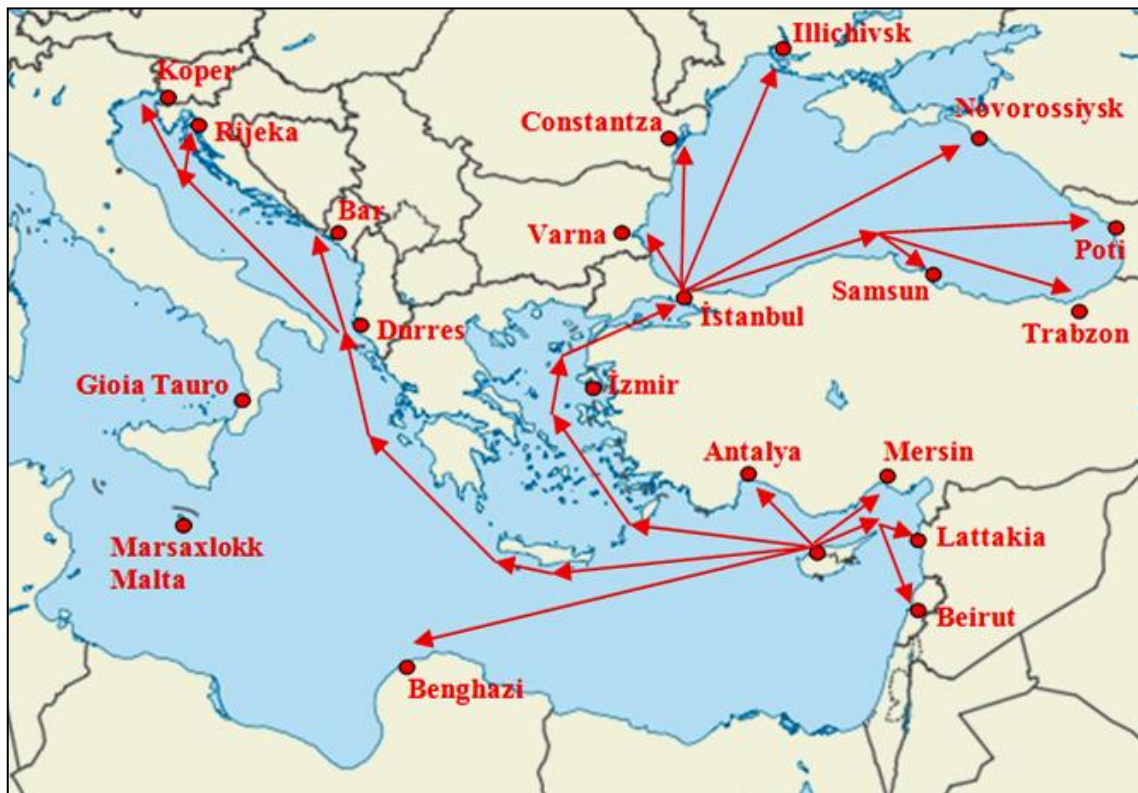 Illichivsk
Koper
Novorossiysk
Constantza
Rijeka
Bar
Varna
Poti
Samsun
İstanbul
Trabzon
Durres
Gioia Tauro
İzmir
Antalya
Mersin
Marsaxlokk
Malta
Lattakia
Beirut
Benghazi